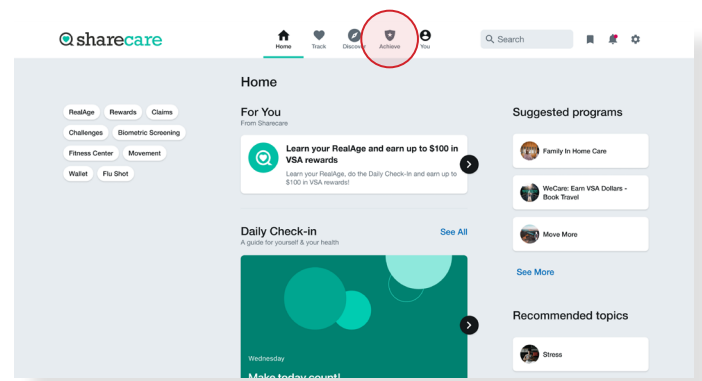 sharecare
Home
Track
Discover
Achieve
You
Search
Home
RealAge
Rewards
Claims
Challenges
Biometric Screening
Fitness Center
Movement
Wallet
Flu Shot
For You
From Sharecare
Learn your RealAge and earn up to $100 in
VSA rewards
Learn your RealAge, do the Daily Check-In and earn up to
$100 in VSA rewards!
Daily Check-in
See All
A guide for yourself & your health
Wednesday
Make today count!
Suggested programs
Family In Home Care
WeCare: Earn VSA Dollars -
Book Travel
Move More
See More
Recommended topics
Stress